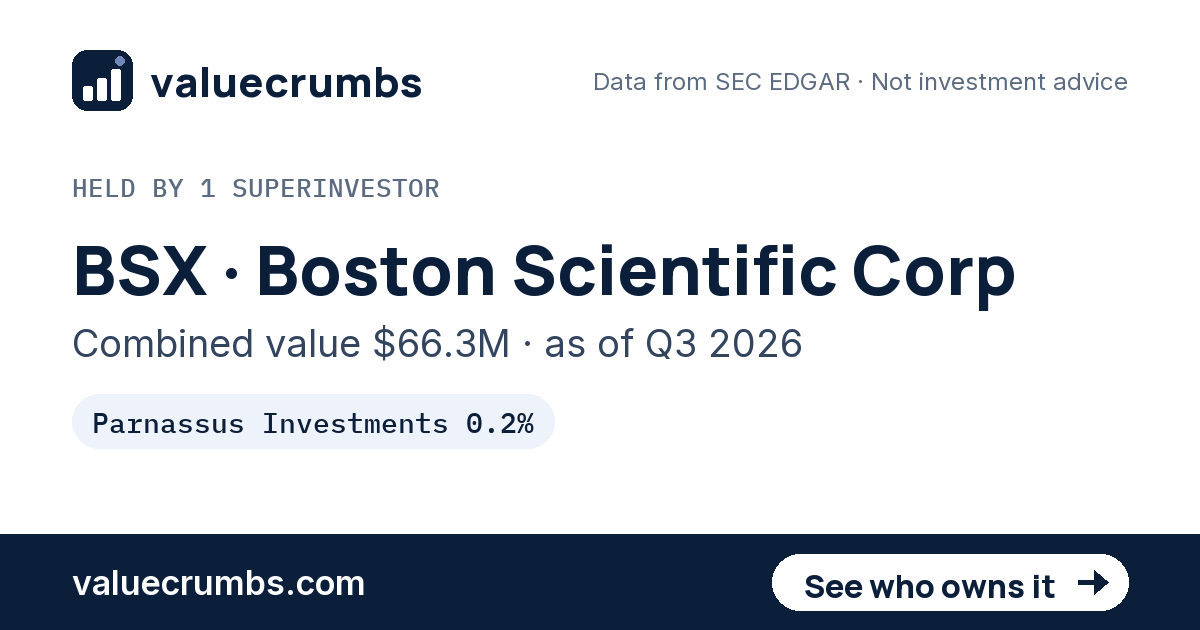 valuecrumbs
Data from SEC EDGAR · Not investment advice
HELD BY 1 SUPERINVESTOR
BSX · Boston Scientific Corp
Combined value $66.3M · as of Q3 2026
Parnassus Investments 0.2%
valuecrumbs.com
See who owns it →